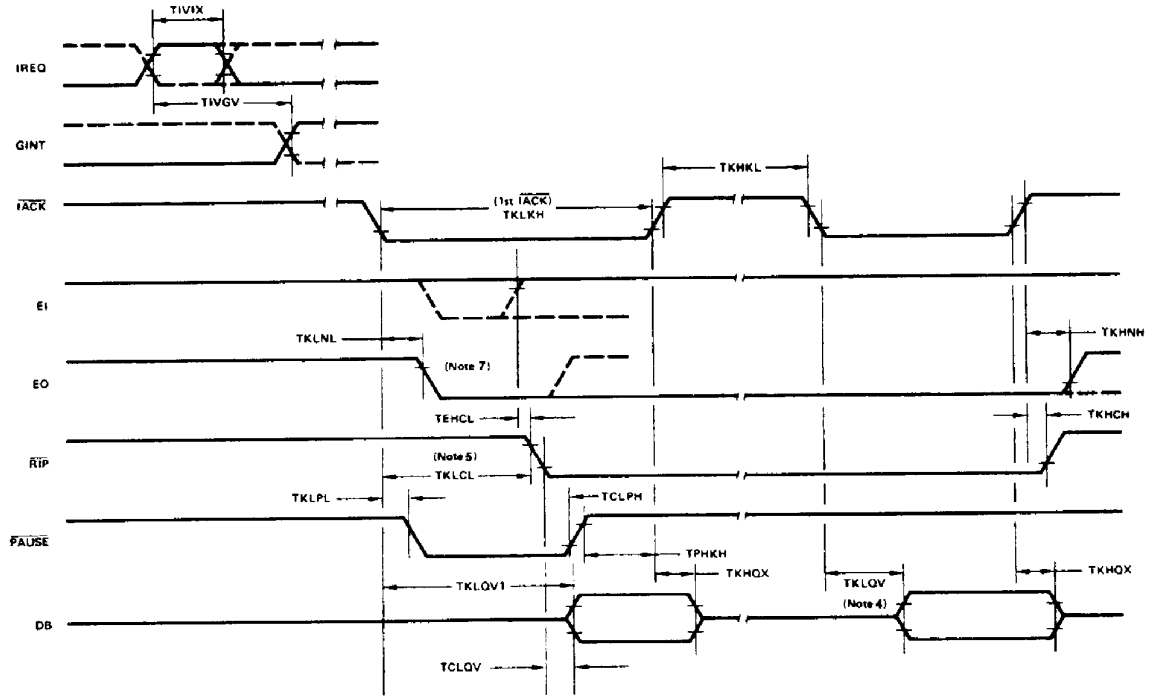 TIVIX
IREQ
TIVGV
GINT
TKHKL
IACK
(1st IACK)
TKLKH
EI
TKLNL
TKHNH
(Note 7)
EO
TEHCL
TKHCH
RIP
(Note 5)
TKLCL
TKLPL
TCLPH
PAUSE
TPHKH
TKHQX
TKHQX
TKLQV1
TKLQV
(Note 4)
DB
TCLQV